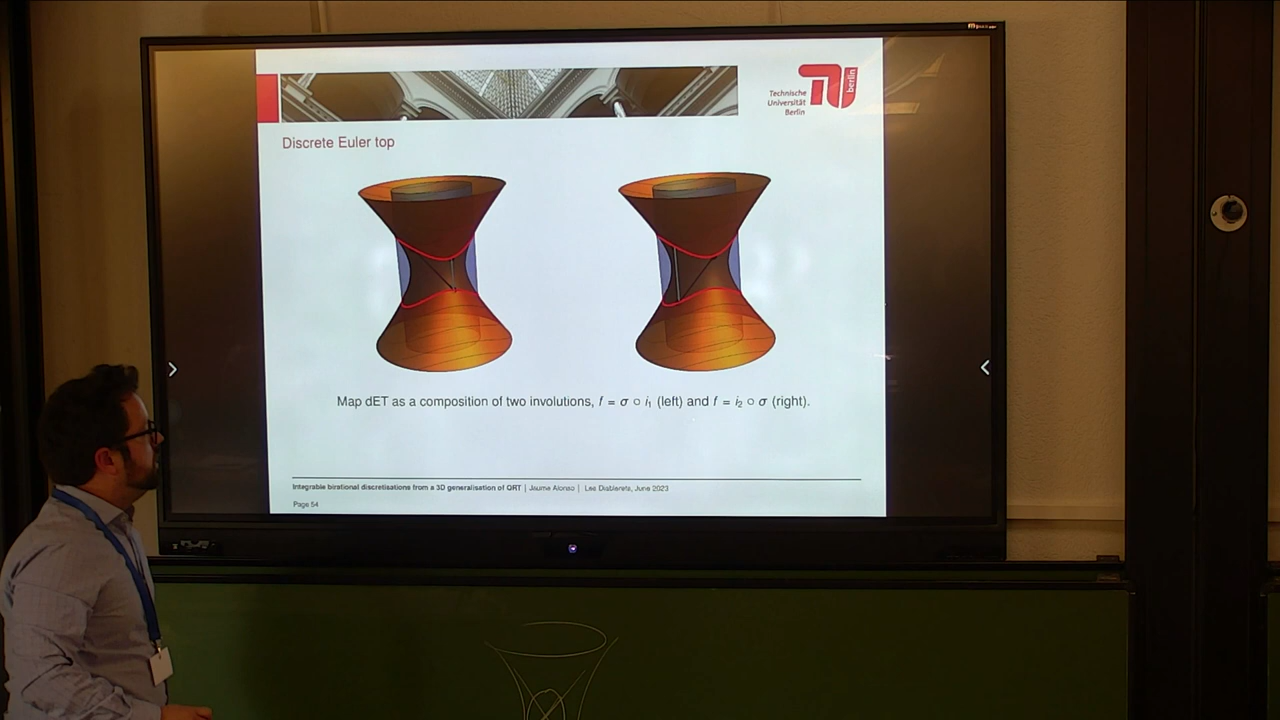 Technische
Universität
Berlin
berlin
Discrete Euler top
Map dET as a composition of two involutions, f = σ ∘ i₁ (left) and f = i₂ ∘ σ (right).
Integrable birational discretisations from a 3D generalisation of QRT | Jaume Alonso | Les Diablerets, June 2023
Page 54